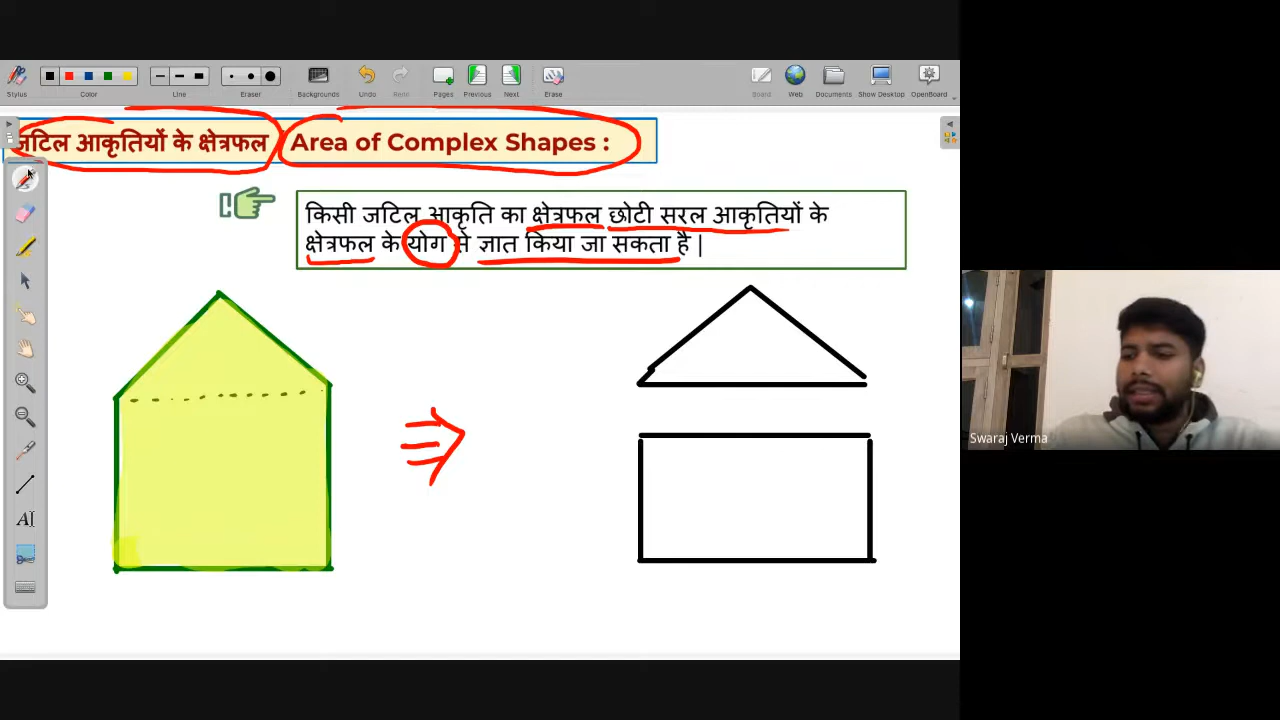 Stylus Color Line Eraser Backgrounds Undo Redo Pages Previous Next Erase Board Web Documents Show Desktop OpenBoard
जटिल आकृतियों के क्षेत्रफल Area of Complex Shapes :
किसी जटिल आकृति का क्षेत्रफल छोटी सरल आकृतियों के
क्षेत्रफल के योग से ज्ञात किया जा सकता है |
Swaraj Verma